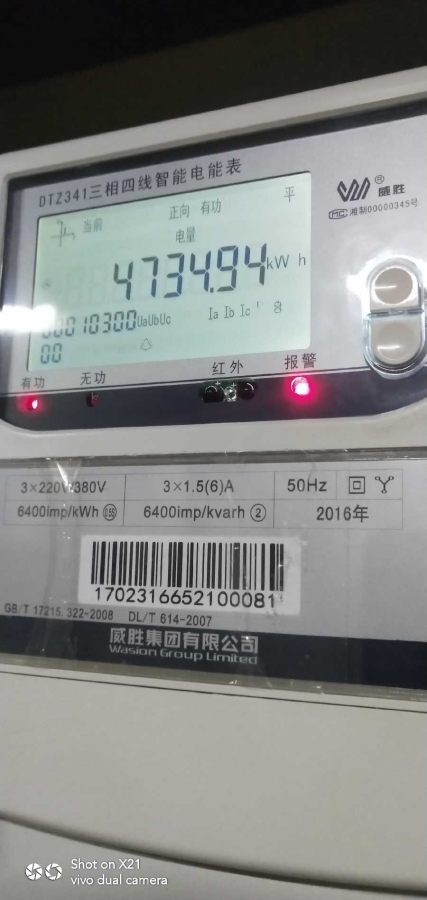 DTZ341三相四线智能电能表
威胜
MC 湘制00000345号
当前 正向 有功 平
电量
4734.94 kWh
00010300 UaUbUc Ia Ib Ic
00
有功 无功 红外 报警
3×220V/380V 3×1.5(6)A 50Hz
6400imp/kWh 6400imp/kvarh ② 2016年
1702316652100081
GB/T 17215.322-2008 DL/T 614-2007
威胜集团有限公司
Wasion Group Limited
Shot on X21
vivo dual camera